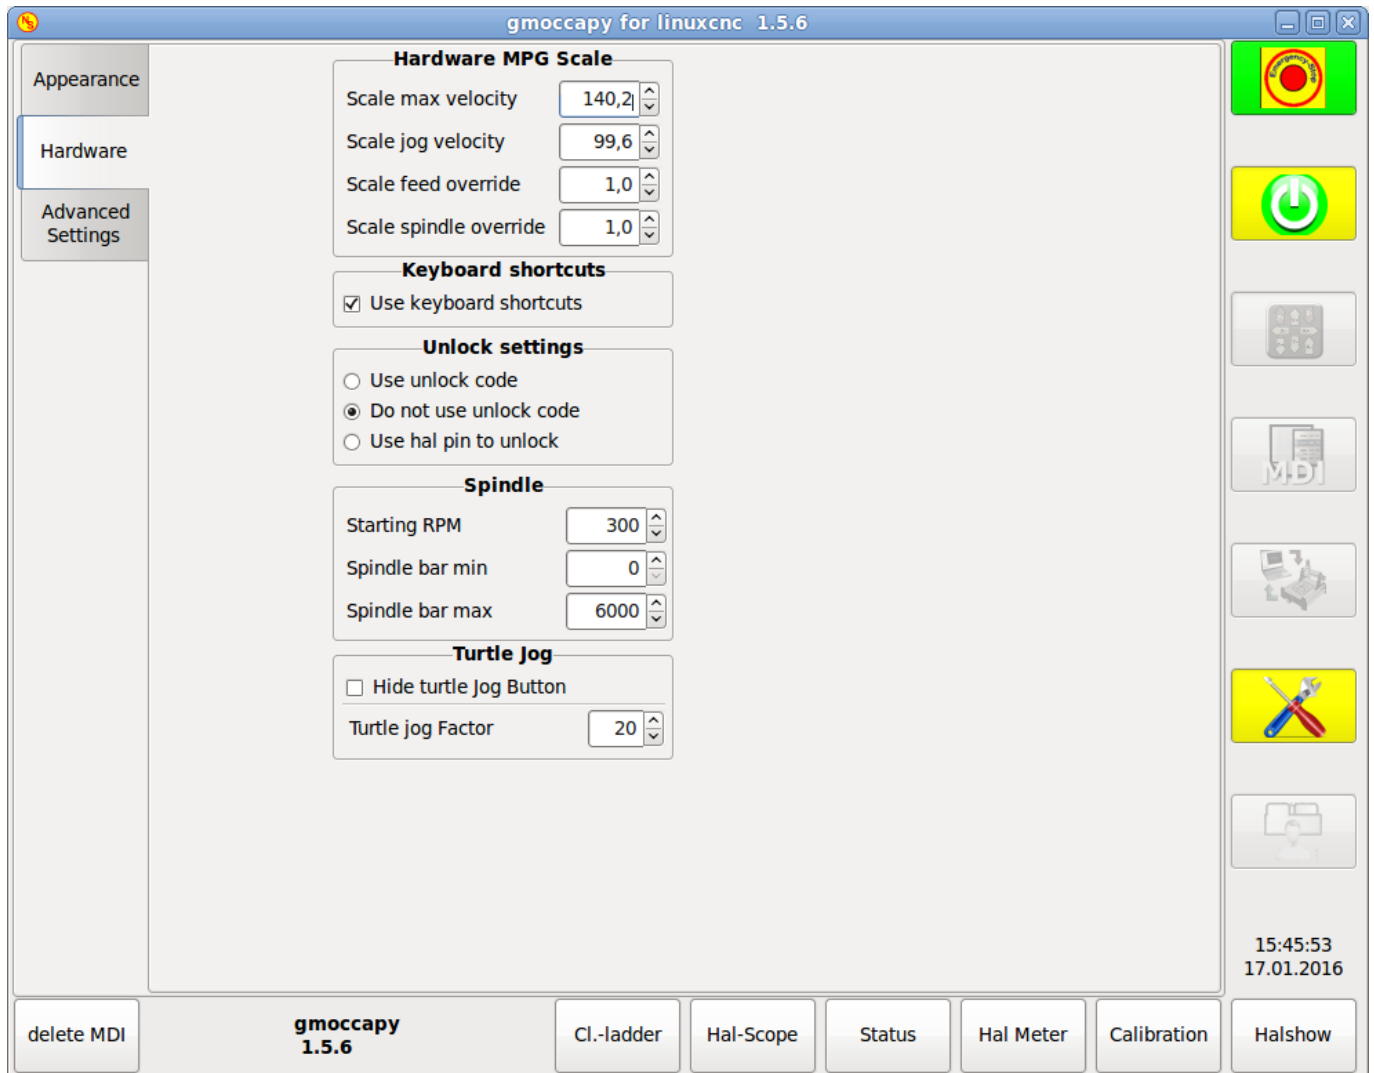 gmoccapy for linuxcnc 1.5.6
Appearance
Hardware
Advanced
Settings
Hardware MPG Scale
Scale max velocity 140,2
Scale jog velocity 99,6
Scale feed override 1,0
Scale spindle override 1,0
Keyboard shortcuts
Use keyboard shortcuts
Unlock settings
Use unlock code
Do not use unlock code
Use hal pin to unlock
Spindle
Starting RPM 300
Spindle bar min 0
Spindle bar max 6000
Turtle Jog
Hide turtle Jog Button
Turtle jog Factor 20
Emergency-Stop
MDI
15:45:53
17.01.2016
delete MDI
gmoccapy
1.5.6
Cl.-ladder
Hal-Scope
Status
Hal Meter
Calibration
Halshow